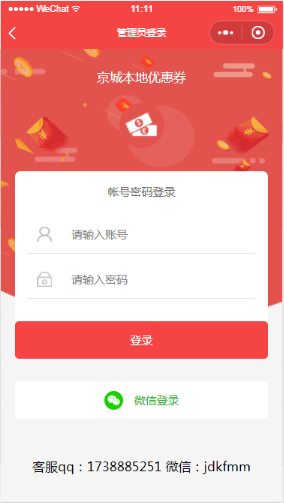 WeChat 11:11 100%
管理员登录
京城本地优惠券
帐号密码登录
请输入账号
请输入密码
登录
微信登录
客服qq：1738885251 微信：jdkfmm